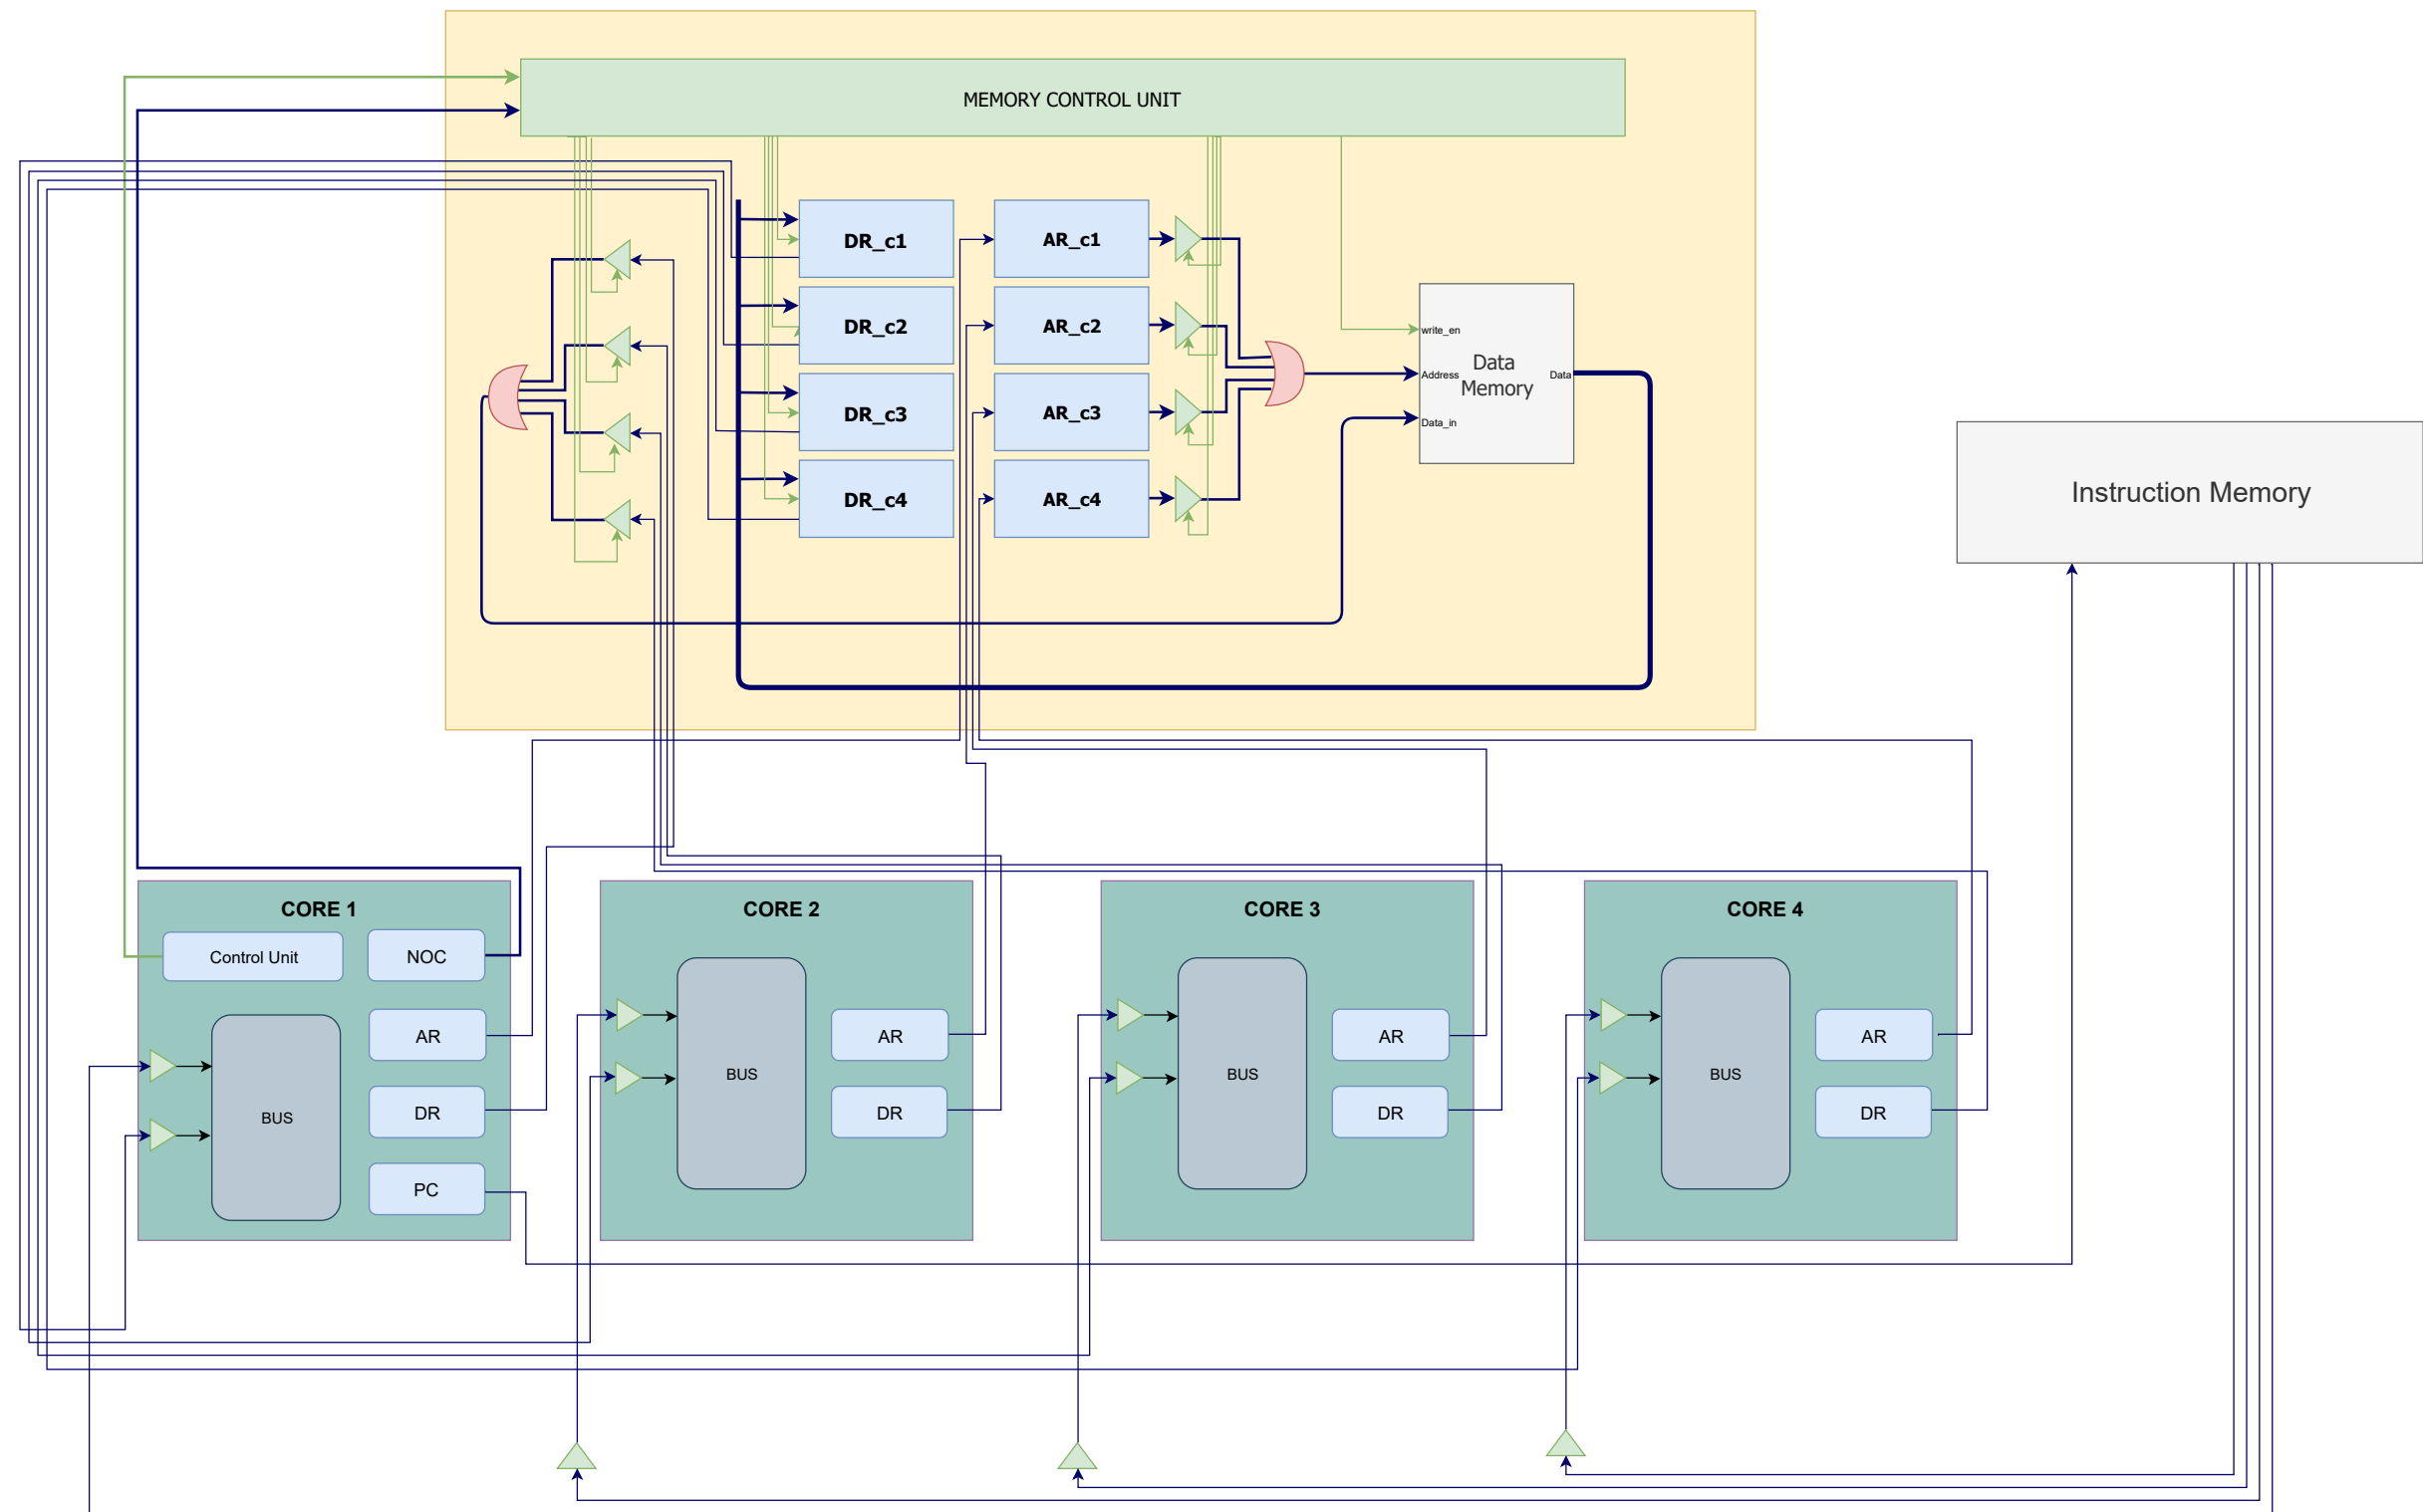 MEMORY CONTROL UNIT
DR_c1
AR_c1
DR_c2
AR_c2
DR_c3
AR_c3
DR_c4
AR_c4
write_en
Address
Data_in
Data
Memory
Data
Instruction Memory
CORE 1
Control Unit
NOC
AR
DR
PC
BUS
CORE 2
BUS
AR
DR
CORE 3
BUS
AR
DR
CORE 4
BUS
AR
DR